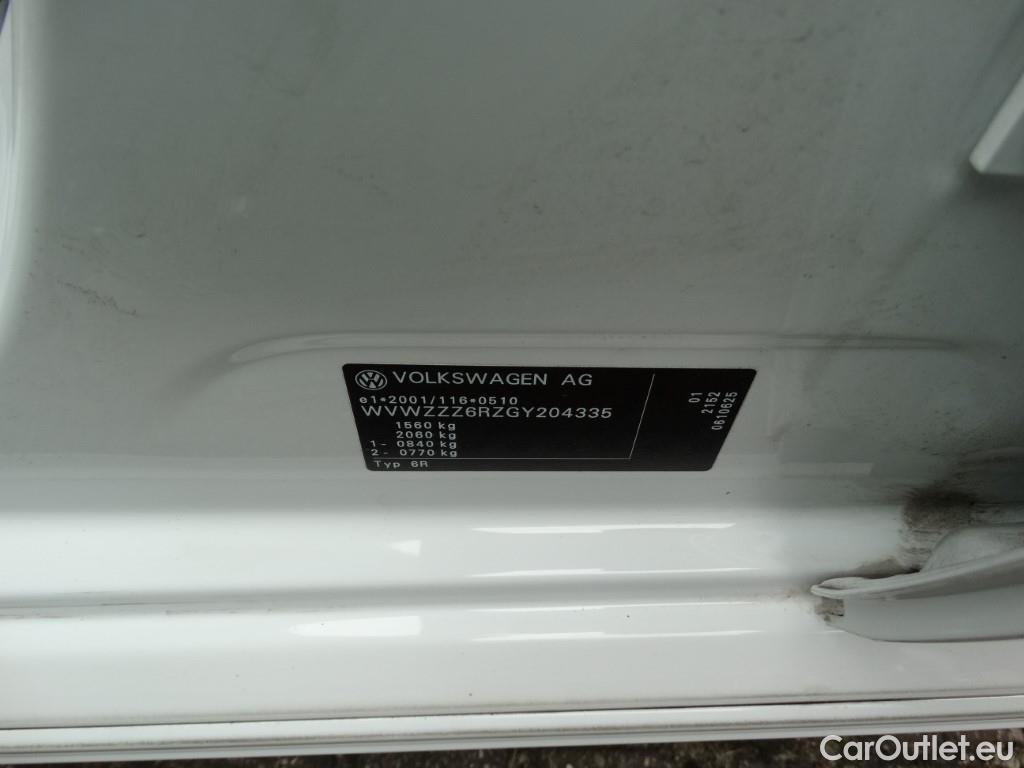 VOLKSWAGEN AG
e1*2001/116*0510
WVWZZZ6RZGY204335
1560 kg
2060 kg
1- 0840 kg
2- 0770 kg
Typ 6R
01
2152
0610625
CarOutlet.eu